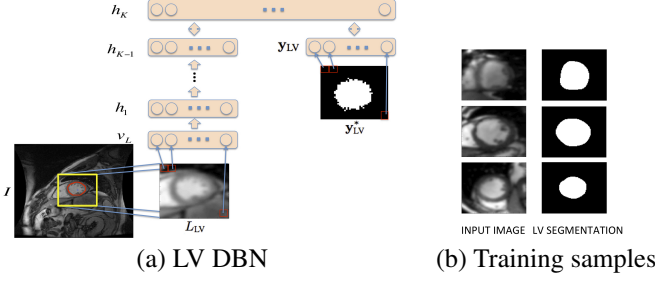 h_K
h_{K-1}
y_LV
h_1
y*_LV
v_L
I
L_LV
INPUT IMAGE LV SEGMENTATION
(a) LV DBN
(b) Training samples